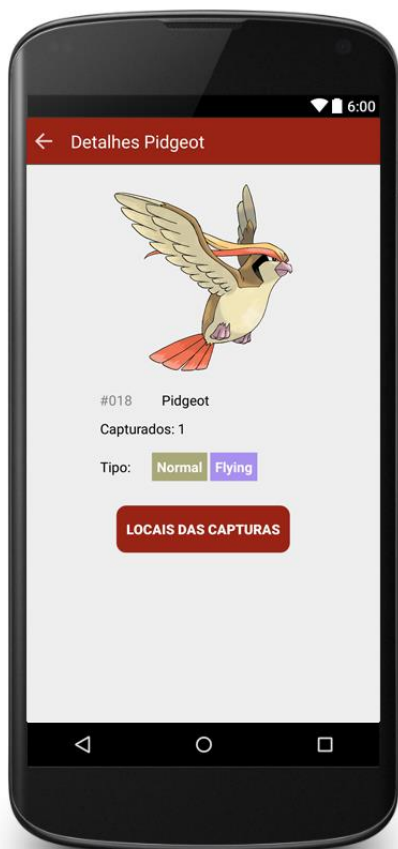 6:00
Detalhes Pidgeot
#018 Pidgeot
Capturados: 1
Tipo: Normal Flying
LOCAIS DAS CAPTURAS